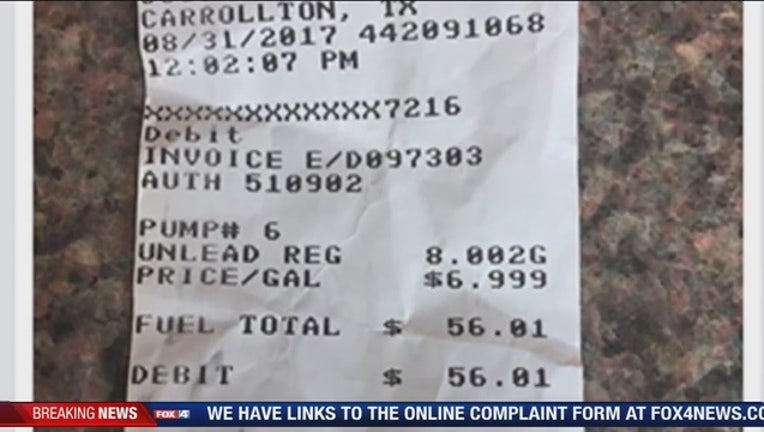 CARROLLTON, TX
08/31/2017 442091068
12:02:07 PM
XXXXXXXXXXXX7216
Debit
INVOICE E/D097303
AUTH 510902
PUMP# 6
UNLEAD REG 8.002G
PRICE/GAL $6.999
FUEL TOTAL $ 56.01
DEBIT $ 56.01
BREAKING NEWS FOX 4 WE HAVE LINKS TO THE ONLINE COMPLAINT FORM AT FOX4NEWS.CO